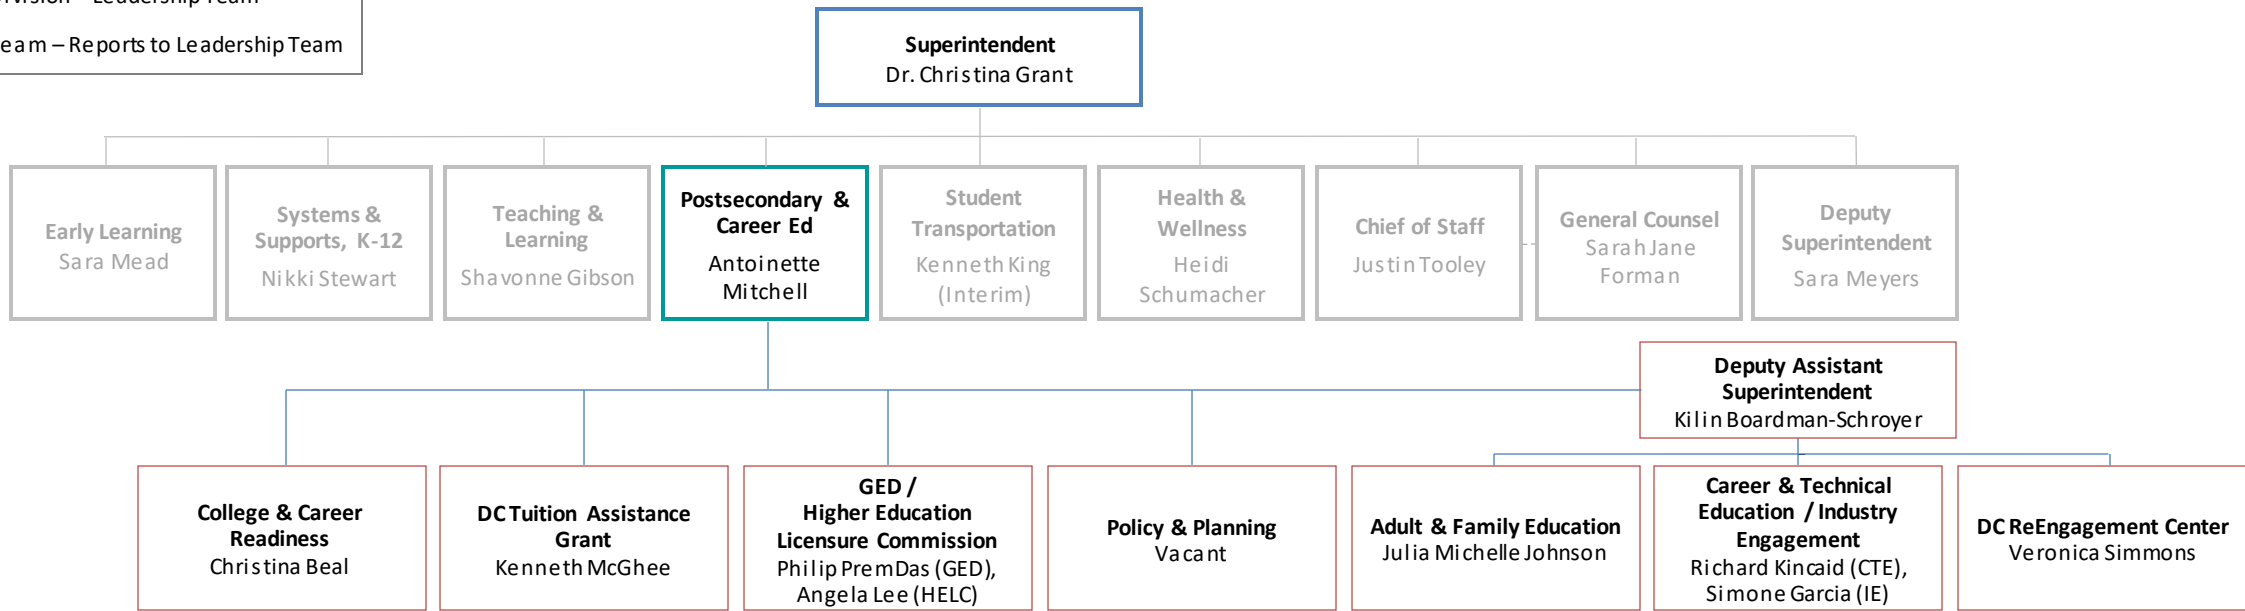 Leadership Team
eam – Reports to Leadership Team
Superintendent
Dr. Christina Grant
Early Learning
Sara Mead
Systems &
Supports, K-12
Nikki Stewart
Teaching &
Learning
Shavonne Gibson
Postsecondary &
Career Ed
Antoinette
Mitchell
Student
Transportation
Kenneth King
(Interim)
Health &
Wellness
Heidi
Schumacher
Chief of Staff
Justin Tooley
General Counsel
Sarah Jane
Forman
Deputy
Superintendent
Sara Meyers
Deputy Assistant
Superintendent
Kilin Boardman-Schroyer
College & Career
Readiness
Christina Beal
DC Tuition Assistance
Grant
Kenneth McGhee
GED /
Higher Education
Licensure Commission
Philip PremDas (GED),
Angela Lee (HELC)
Policy & Planning
Vacant
Adult & Family Education
Julia Michelle Johnson
Career & Technical
Education / Industry
Engagement
Richard Kincaid (CTE),
Simone Garcia (IE)
DC ReEngagement Center
Veronica Simmons